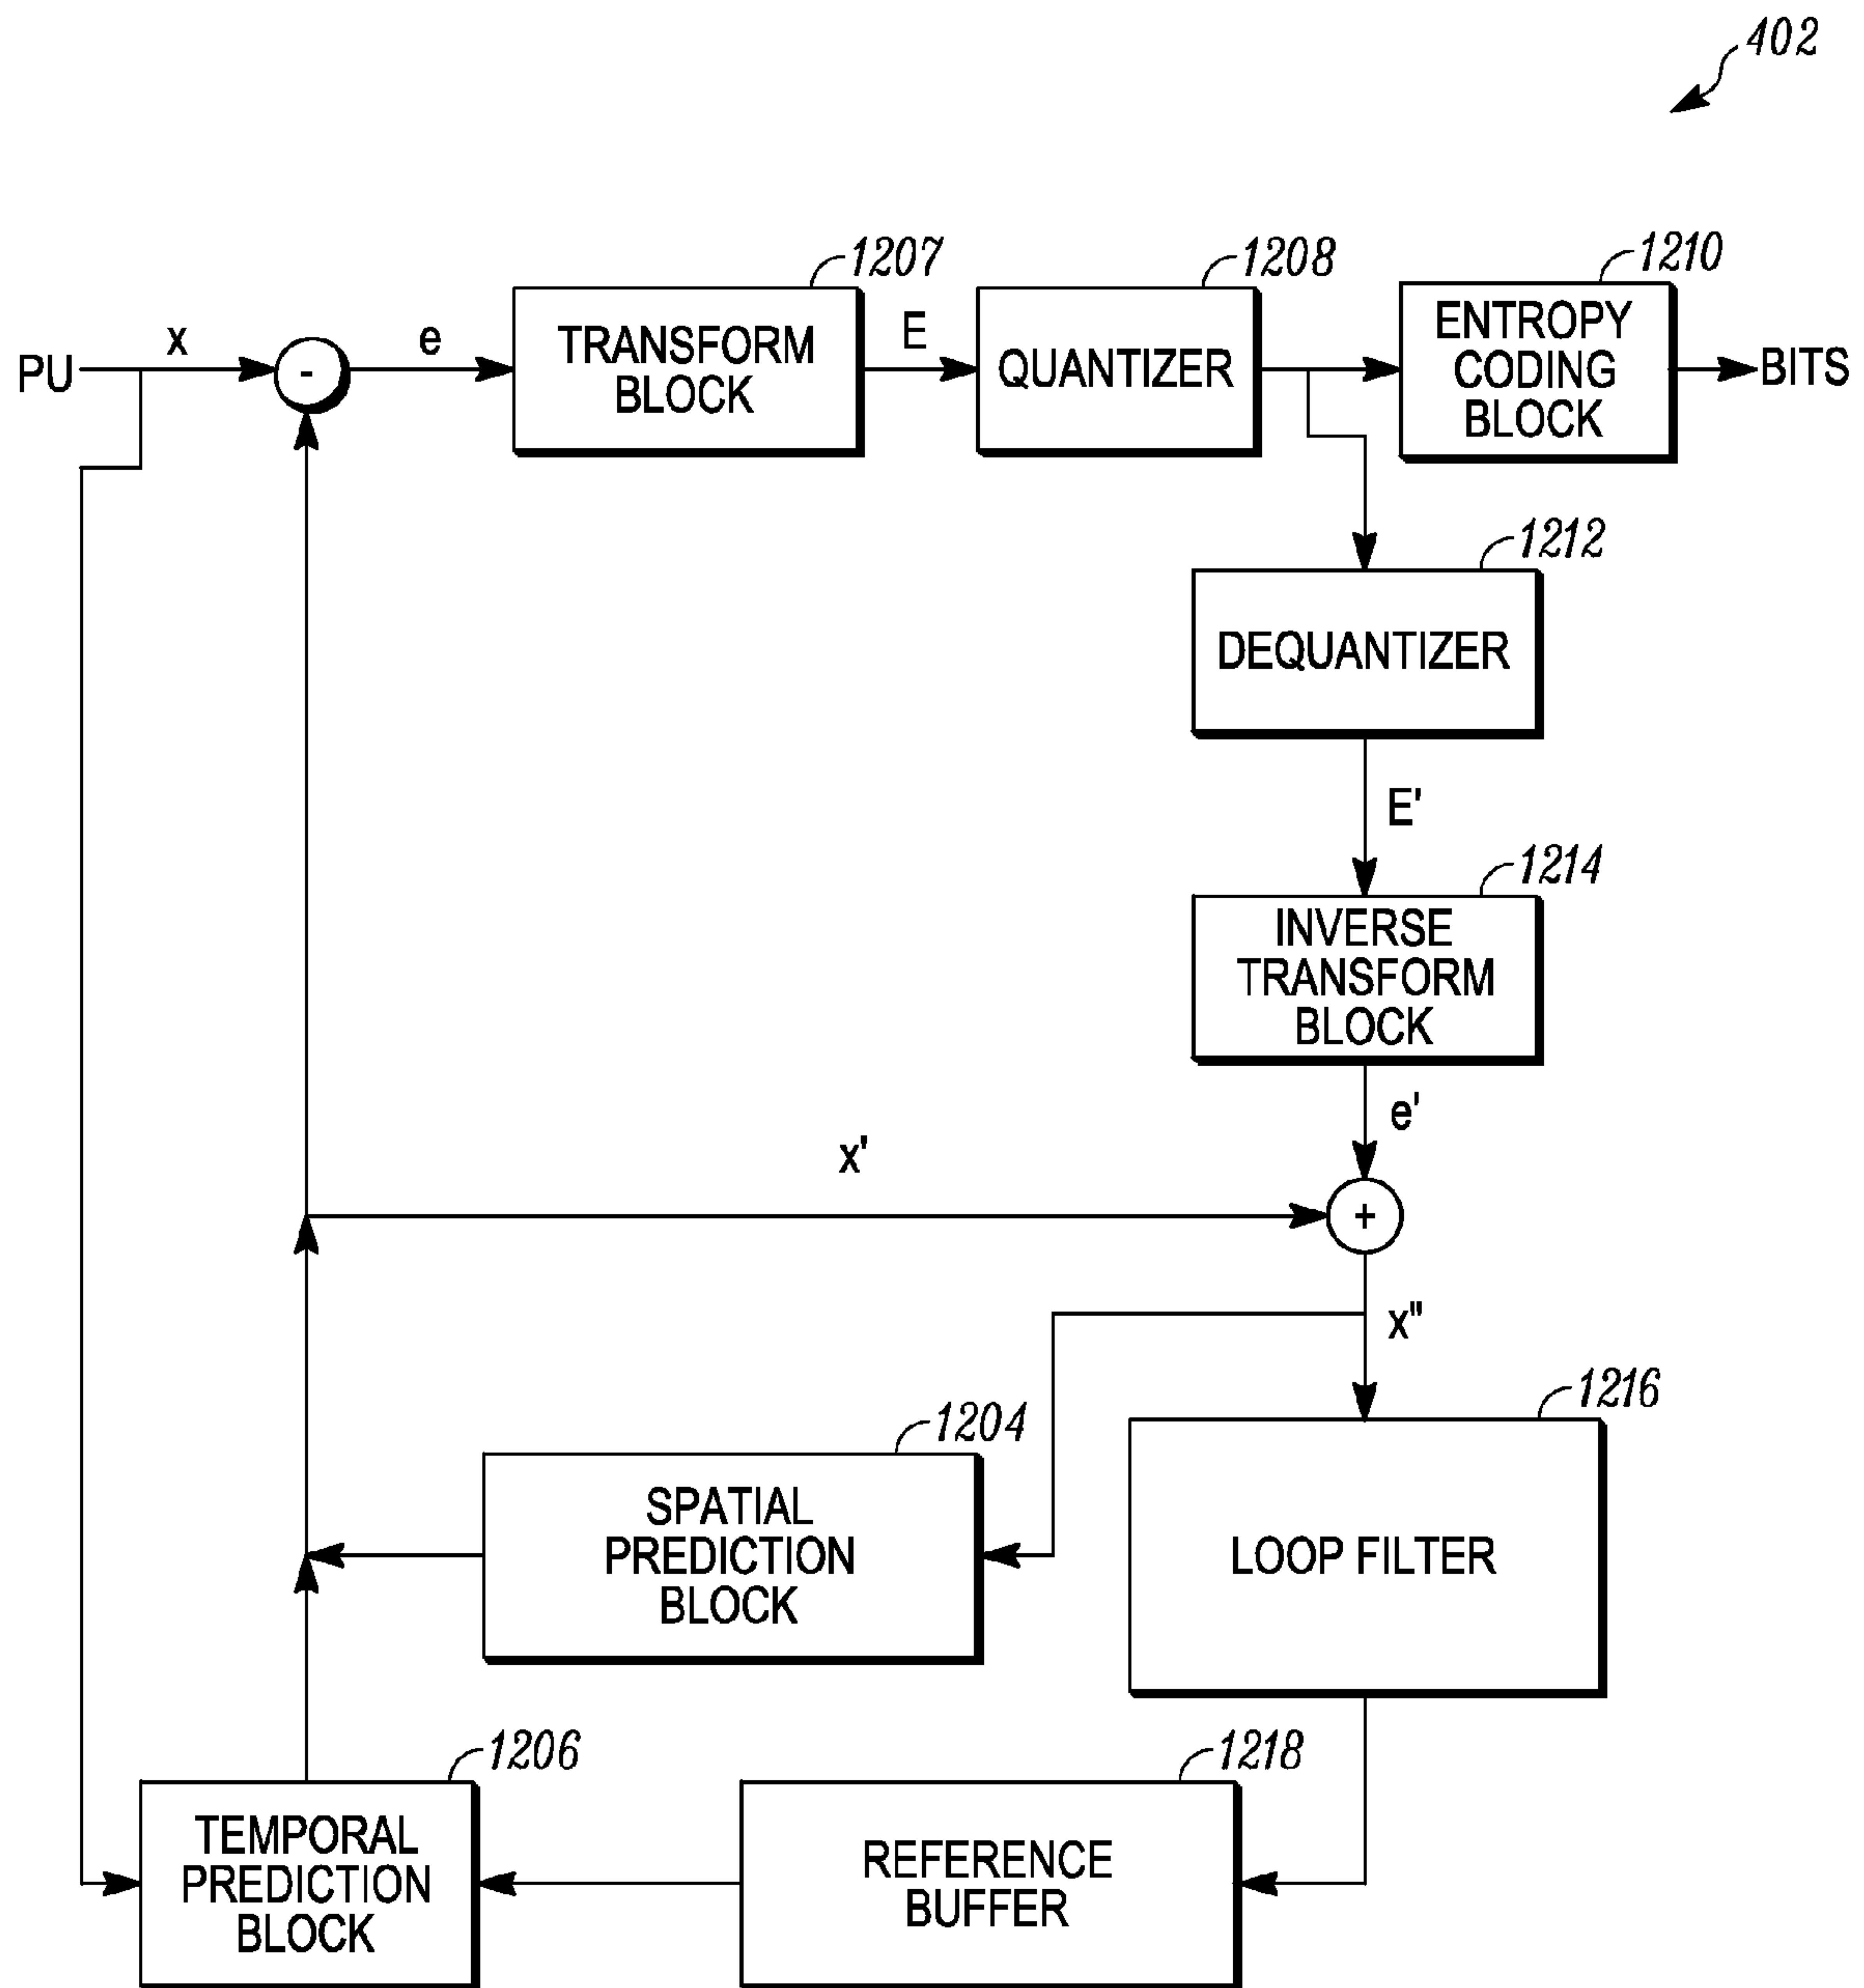 402
1207
1208
1210
PU
x
-
e
TRANSFORM
BLOCK
E
QUANTIZER
ENTROPY
CODING
BLOCK
BITS
1212
DEQUANTIZER
E'
1214
INVERSE
TRANSFORM
BLOCK
e'
x'
+
x"
1204
SPATIAL
PREDICTION
BLOCK
1216
LOOP FILTER
1206
TEMPORAL
PREDICTION
BLOCK
1218
REFERENCE
BUFFER